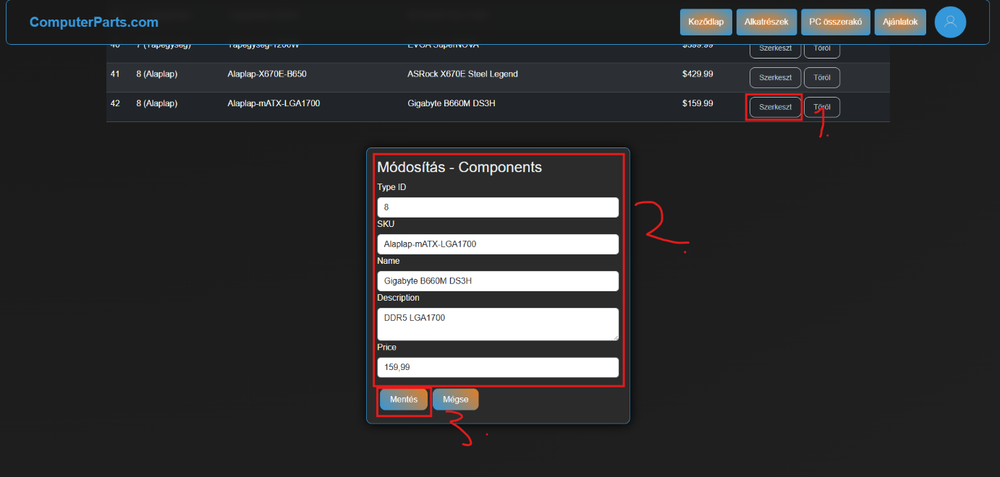 ComputerParts.com Kezdőlap Alkatrészek PC összerakó Ajánlatok
40 7 (Tápegység) Tápegység-1200W EVGA SuperNOVA $399.99 Szerkeszt Töröl
41 8 (Alaplap) Alaplap-X670E-B650 ASRock X670E Steel Legend $429.99 Szerkeszt Töröl
42 8 (Alaplap) Alaplap-mATX-LGA1700 Gigabyte B660M DS3H $159.99 Szerkeszt Töröl
1.
Módosítás - Components
Type ID
8
2.
SKU
Alaplap-mATX-LGA1700
Name
Gigabyte B660M DS3H
Description
DDR5 LGA1700
Price
159,99
Mentés Mégse
3.